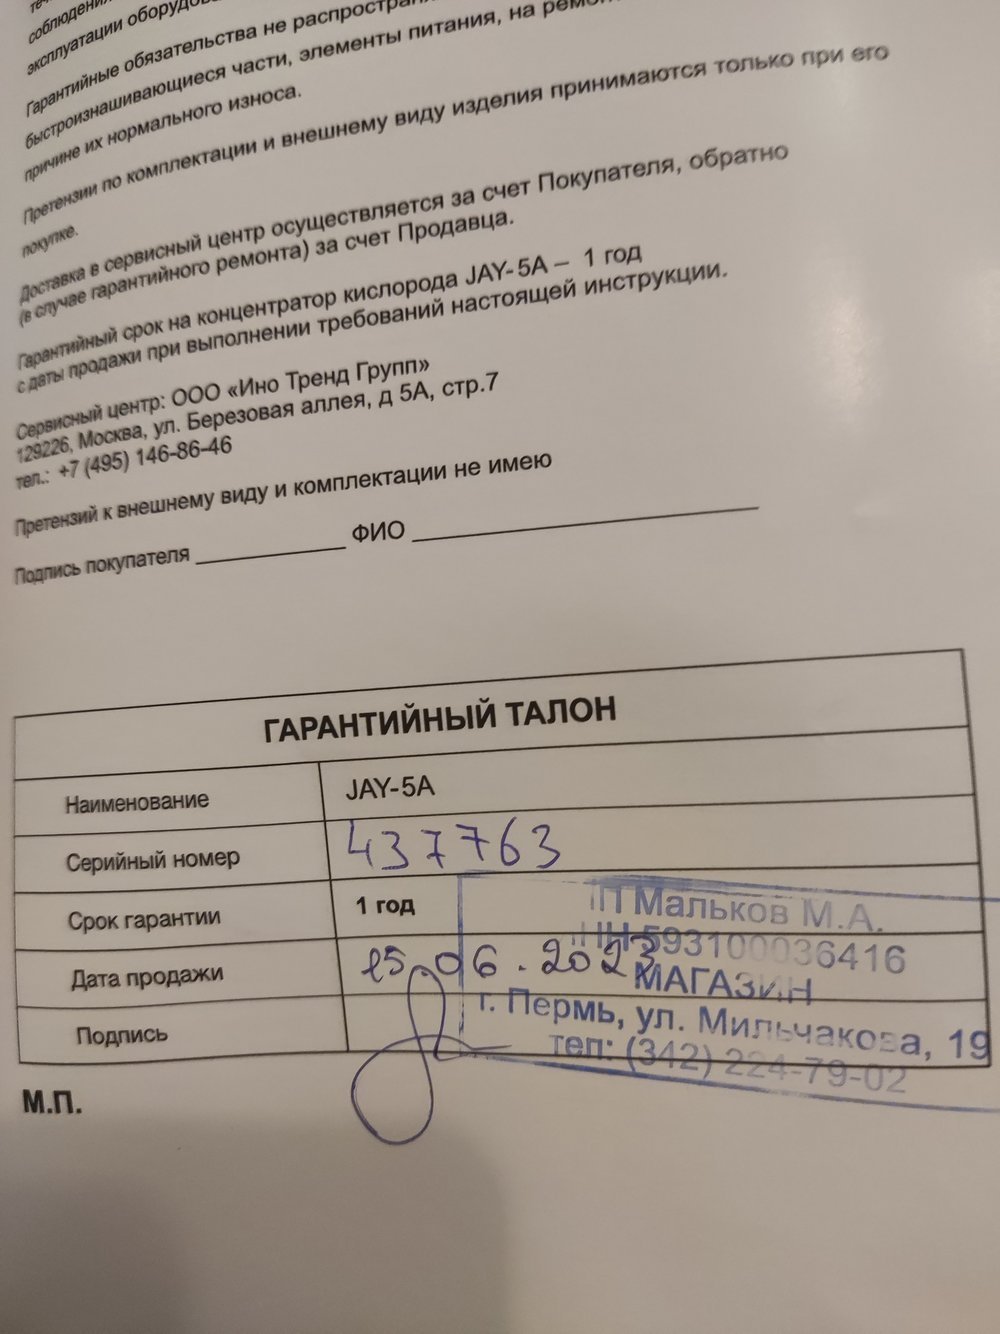 соблюдении
эксплуатации
Гарантийные обязательства не
быстроизнашивающиеся части, элементы питания, на
причине их нормального износа.
Претензии по комплектации и внешнему виду изделия принимаются только при его
покупке.
Доставка в сервисный центр осуществляется за счет Покупателя, обратно
(в случае гарантийного ремонта) за счет Продавца.
Гарантийный срок на концентратор кислорода JAY-5A – 1 год
с даты продажи при выполнении требований настоящей инструкции.
Сервисный центр: ООО «Ино Тренд Групп»
129226, Москва, ул. Березовая аллея, д 5А, стр.7
тел.: +7 (495) 146-86-46
Претензий к внешнему виду и комплектации не имею
Подпись покупателя ___________ ФИО __________________________
ГАРАНТИЙНЫЙ ТАЛОН
Наименование JAY-5A
Серийный номер 437763
Срок гарантии 1 год
Дата продажи 15.06.2023
Подпись
ИП Мальков М.А.
ИНН 593100036416
МАГАЗИН
г. Пермь, ул. Мильчакова, 19
тел: (342) 224-79-02
М.П.